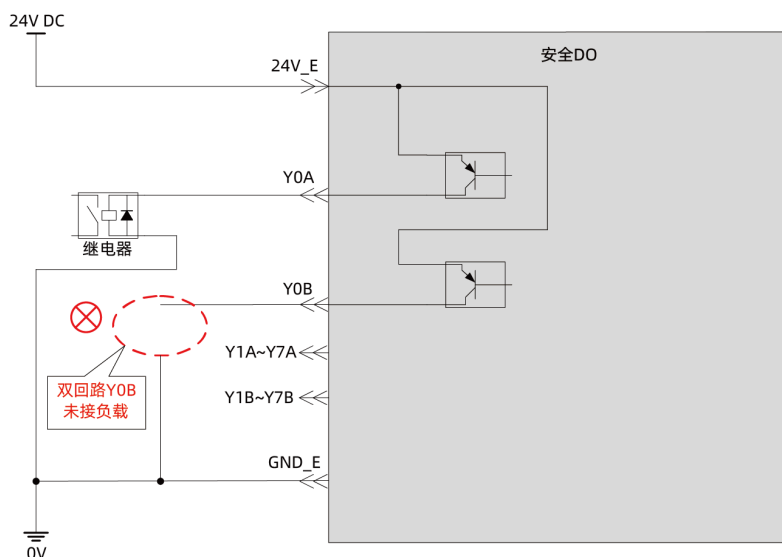 24V DC
安全DO
24V_E
Y0A
继电器
Y0B
Y1A~Y7A
双回路Y0B
未接负载
Y1B~Y7B
GND_E
0V